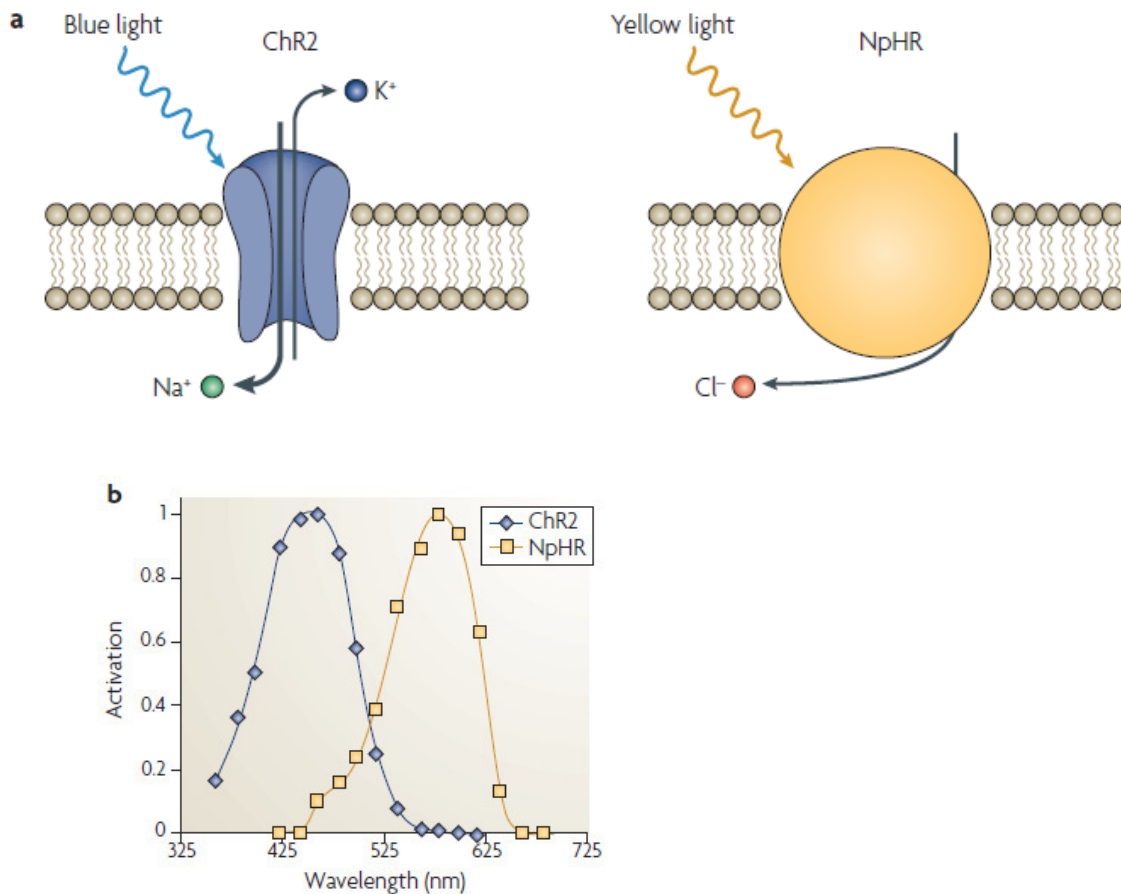 a
Blue light
ChR2
K⁺
Na⁺
Yellow light
NpHR
Cl⁻
b
1
0.8
0.6
0.4
0.2
0
Activation
325 425 525 625 725
Wavelength (nm)
ChR2
NpHR